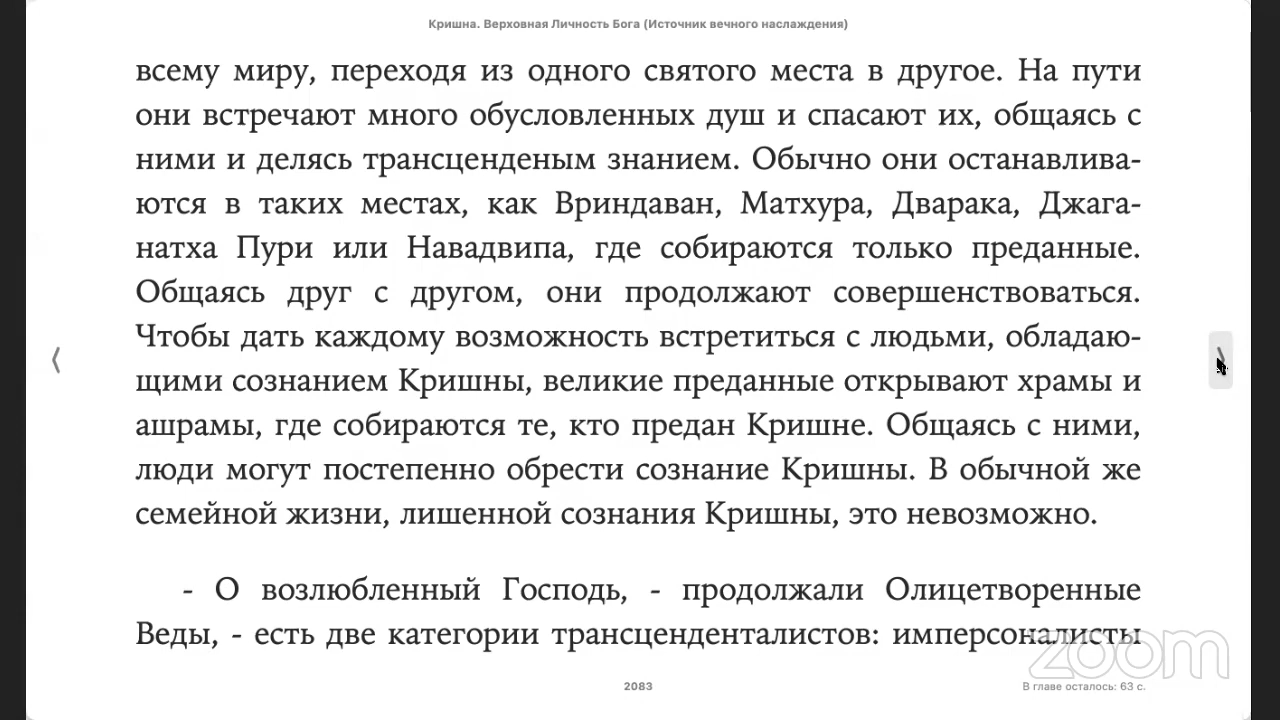 Кришна. Верховная Личность Бога (Источник вечного наслаждения)
всему миру, переходя из одного святого места в другое. На пути
они встречают много обусловленных душ и спасают их, общаясь с
ними и делясь трансценденым знанием. Обычно они останавлива-
ются в таких местах, как Вриндаван, Матхура, Дварака, Джага-
натха Пури или Навадвипа, где собираются только преданные.
Общаясь друг с другом, они продолжают совершенствоваться.
Чтобы дать каждому возможность встретиться с людьми, обладаю-
щими сознанием Кришны, великие преданные открывают храмы и
ашрамы, где собираются те, кто предан Кришне. Общаясь с ними,
люди могут постепенно обрести сознание Кришны. В обычной же
семейной жизни, лишенной сознания Кришны, это невозможно.
- О возлюбленный Господь, - продолжали Олицетворенные
Веды, - есть две категории трансценденталистов: имперсоналисты
zoom
2083
В главе осталось: 63 с.